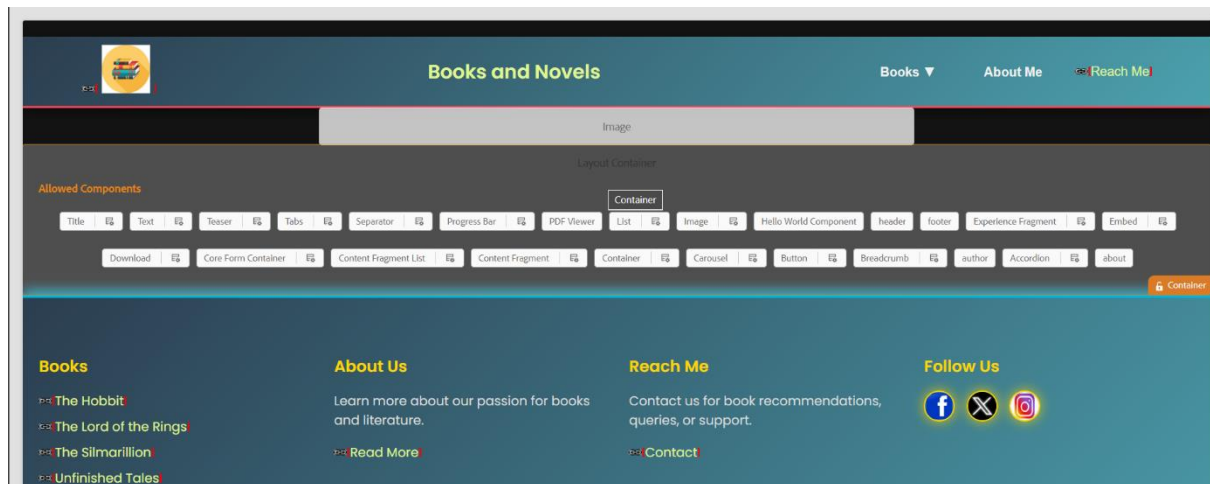 Books and Novels
Books ▼ About Me Reach Me
Image
Layout Container
Allowed Components
Container
Title Text Teaser Tabs Separator Progress Bar PDF Viewer List Image Hello World Component header footer Experience Fragment Embed
Download Core Form Container Content Fragment List Content Fragment Container Carousel Button Breadcrumb author Accordion about
Container
Books
The Hobbit
The Lord of the Rings
The Silmarillion
Unfinished Tales
About Us
Learn more about our passion for books
and literature.
Read More
Reach Me
Contact us for book recommendations,
queries, or support.
Contact
Follow Us